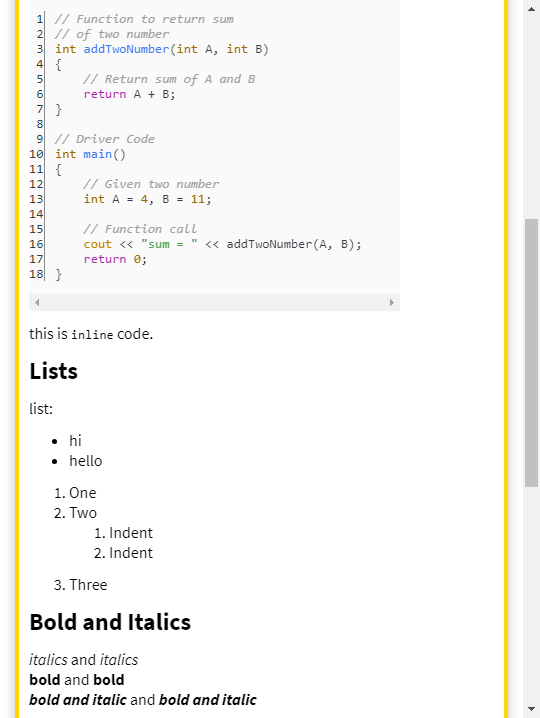 1 // Function to return sum
2 // of two number
3 int addTwoNumber(int A, int B)
4 {
5     // Return sum of A and B
6     return A + B;
7 }
8
9 // Driver Code
10 int main()
11 {
12     // Given two number
13     int A = 4, B = 11;
14
15     // Function call
16     cout << "sum = " << addTwoNumber(A, B);
17     return 0;
18 }
this is inline code.
Lists
list:
• hi
• hello
1. One
2. Two
1. Indent
2. Indent
3. Three
Bold and Italics
italics and italics
bold and bold
bold and italic and bold and italic